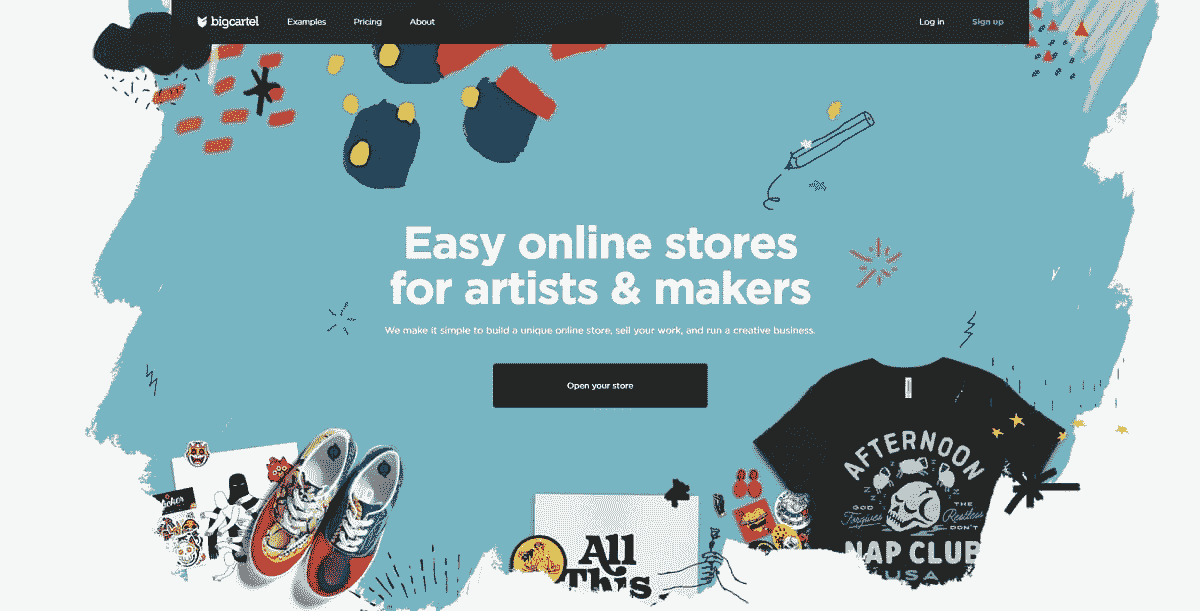 bigcartel Examples Pricing About Log in Sign up
Easy online stores
for artists & makers
We make it simple to build a unique online store, sell your work, and run a creative business.
Open your store
AFTERNOON
GOD THE
Forgives Restless
DON'T
NAP CLUB
USA
All
This